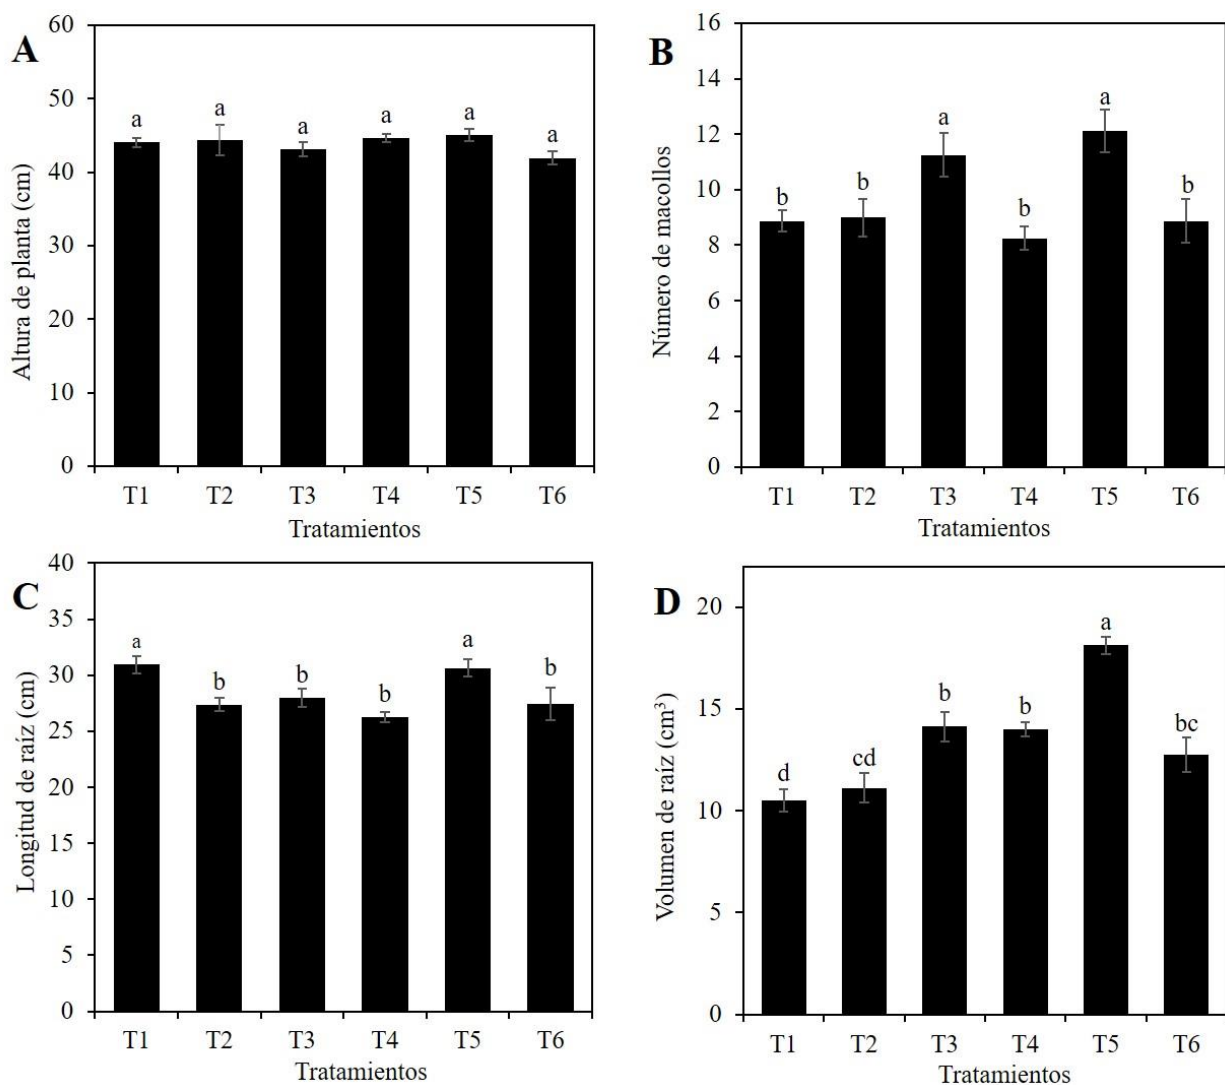 A
Altura de planta (cm)
60
50
40
30
20
10
0
a a a a a a
T1 T2 T3 T4 T5 T6
Tratamientos
B
Número de macollos
16
14
12
10
8
6
4
2
0
b b a b a b
T1 T2 T3 T4 T5 T6
Tratamientos
C
Longitud de raíz (cm)
40
35
30
25
20
15
10
5
0
a b b b a b
T1 T2 T3 T4 T5 T6
Tratamientos
D
Volumen de raíz (cm³)
20
15
10
5
0
d cd b b a bc
T1 T2 T3 T4 T5 T6
Tratamientos